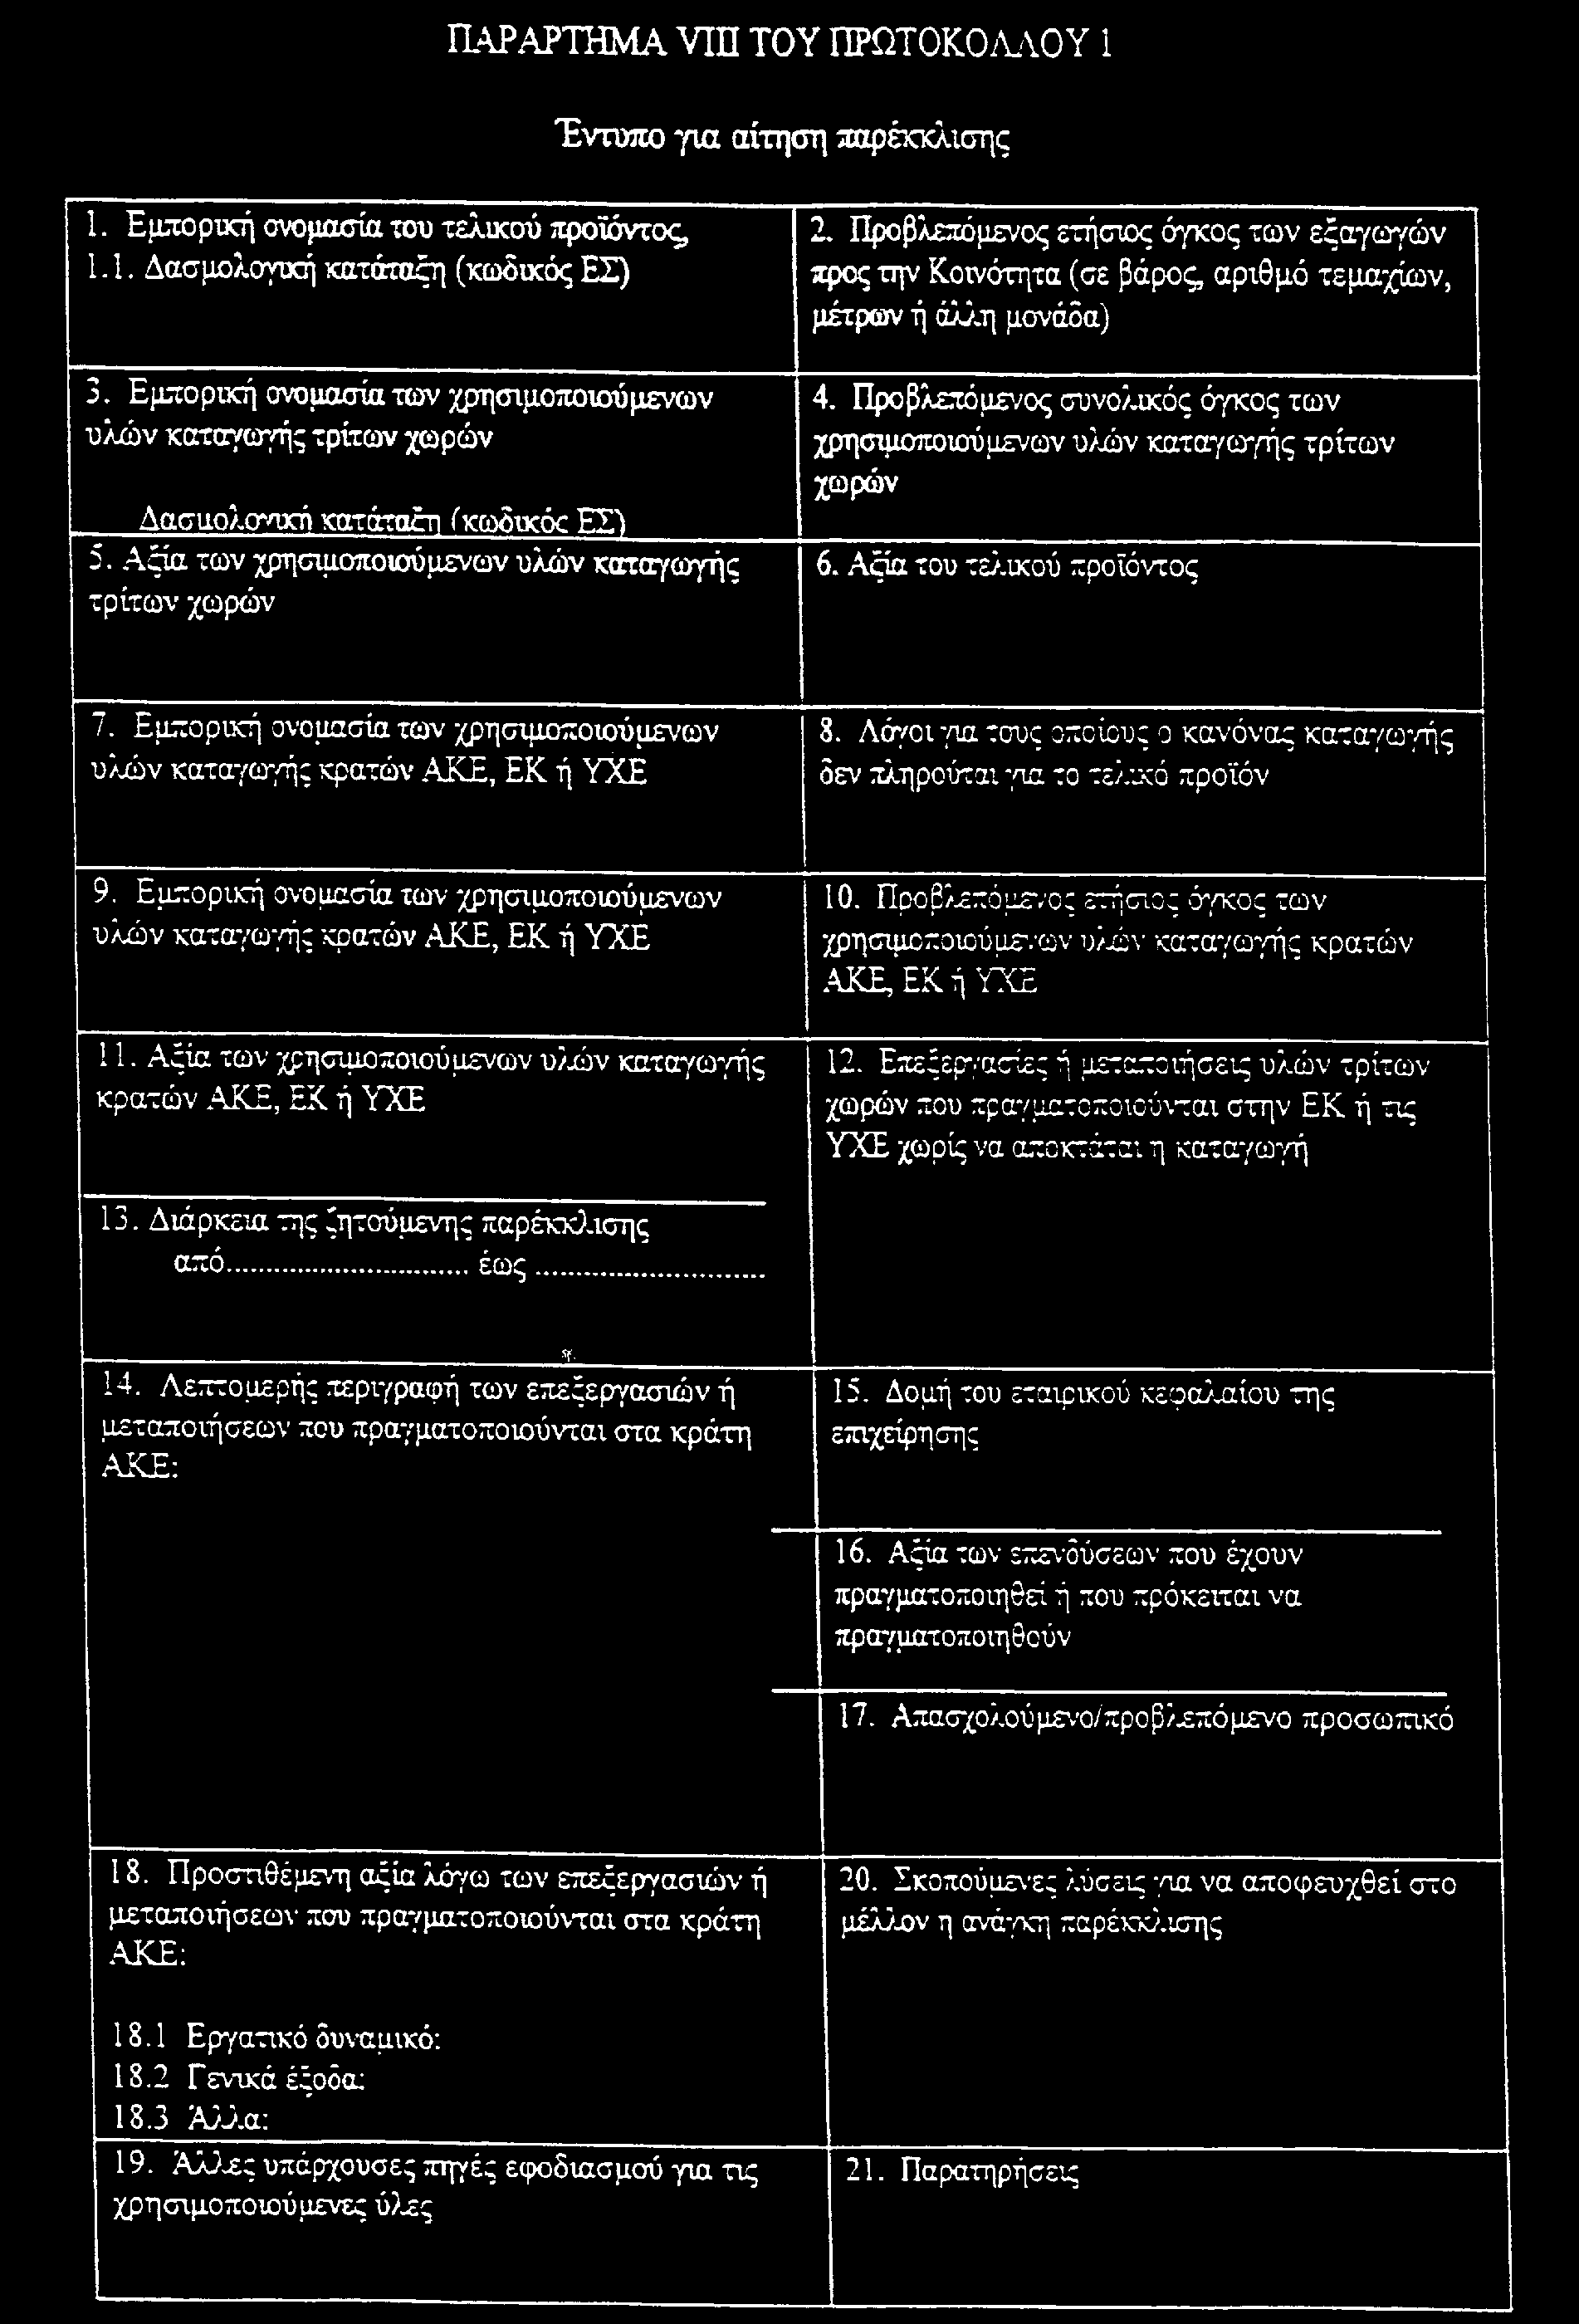 ΠΑΡΑΡΤΗΜΑ VIII ΤΟΥ ΠΡΩΤΟΚΟΛΛΟΥ 1
Έντυπο για αίτηση παρέκκλισης
1. Εμπορική ονομασία του τελικού προϊόντος,
1.1. Δασμολογική κατάταξη (κωδικός ΕΣ)
2. Προβλεπόμενος ετήσιος όγκος των εξαγωγών
προς την Κοινότητα (σε βάρος, αριθμό τεμαχίων,
μέτρων ή άλλη μονάδα)
3. Εμπορική ονομασία των χρησιμοποιούμενων
υλών καταγωγής τρίτων χωρών
Δασμολογική κατάταξη (κωδικός ΕΣ)
4. Προβλεπόμενος συνολικός όγκος των
χρησιμοποιούμενων υλών καταγωγής τρίτων
χωρών
5. Αξία των χρησιμοποιούμενων υλών καταγωγής
τρίτων χωρών
6. Αξία του τελικού προϊόντος
7. Εμπορική ονομασία των χρησιμοποιούμενων
υλών καταγωγής κρατών ΑΚΕ, ΕΚ ή ΥΧΕ
8. Λόγοι για τους οποίους ο κανόνας καταγωγής
δεν πληρούται για το τελικό προϊόν
9. Εμπορική ονομασία των χρησιμοποιούμενων
υλών καταγωγής κρατών ΑΚΕ, ΕΚ ή ΥΧΕ
10. Προβλεπόμενος ετήσιος όγκος των
χρησιμοποιούμενων υλών καταγωγής κρατών
ΑΚΕ, ΕΚ ή ΥΧΕ
11. Αξία των χρησιμοποιούμενων υλών καταγωγής
κρατών ΑΚΕ, ΕΚ ή ΥΧΕ
12. Επεξεργασίες ή μεταποιήσεις υλών τρίτων
χωρών που πραγματοποιούνται στην ΕΚ ή τις
ΥΧΕ χωρίς να αποκτάται η καταγωγή
13. Διάρκεια της ζητούμενης παρέκκλισης
από.............................. έως............................
14. Λεπτομερής περιγραφή των επεξεργασιών ή
μεταποιήσεων που πραγματοποιούνται στα κράτη
ΑΚΕ:
15. Δομή του εταιρικού κεφαλαίου της
επιχείρησης
16. Αξία των επενδύσεων που έχουν
πραγματοποιηθεί ή που πρόκειται να
πραγματοποιηθούν
17. Απασχολούμενο/προβλεπόμενο προσωπικό
18. Προστιθέμενη αξία λόγω των επεξεργασιών ή
μεταποιήσεων που πραγματοποιούνται στα κράτη
ΑΚΕ:
18.1 Εργατικό δυναμικό:
18.2 Γενικά έξοδα:
18.3 Άλλα:
20. Σκοπούμενες λύσεις για να αποφευχθεί στο
μέλλον η ανάγκη παρέκκλισης
19. Άλλες υπάρχουσες πηγές εφοδιασμού για τις
χρησιμοποιούμενες ύλες
21. Παρατηρήσεις